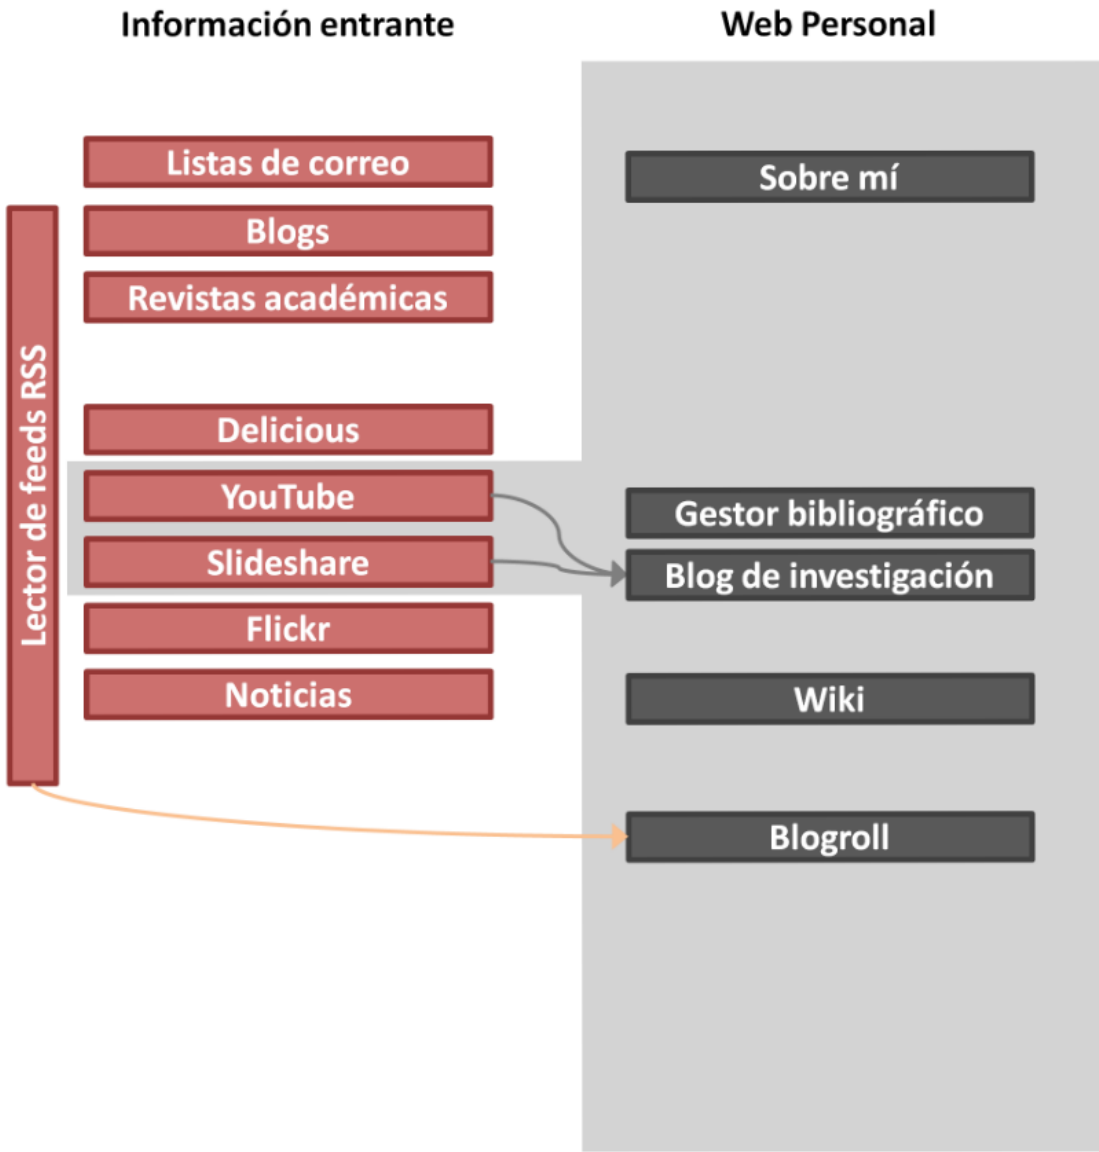 Información entrante
Web Personal
Listas de correo
Blogs
Revistas académicas
Lector de feeds RSS
Delicious
YouTube
Slideshare
Flickr
Noticias
Sobre mí
Gestor bibliográfico
Blog de investigación
Wiki
Blogroll